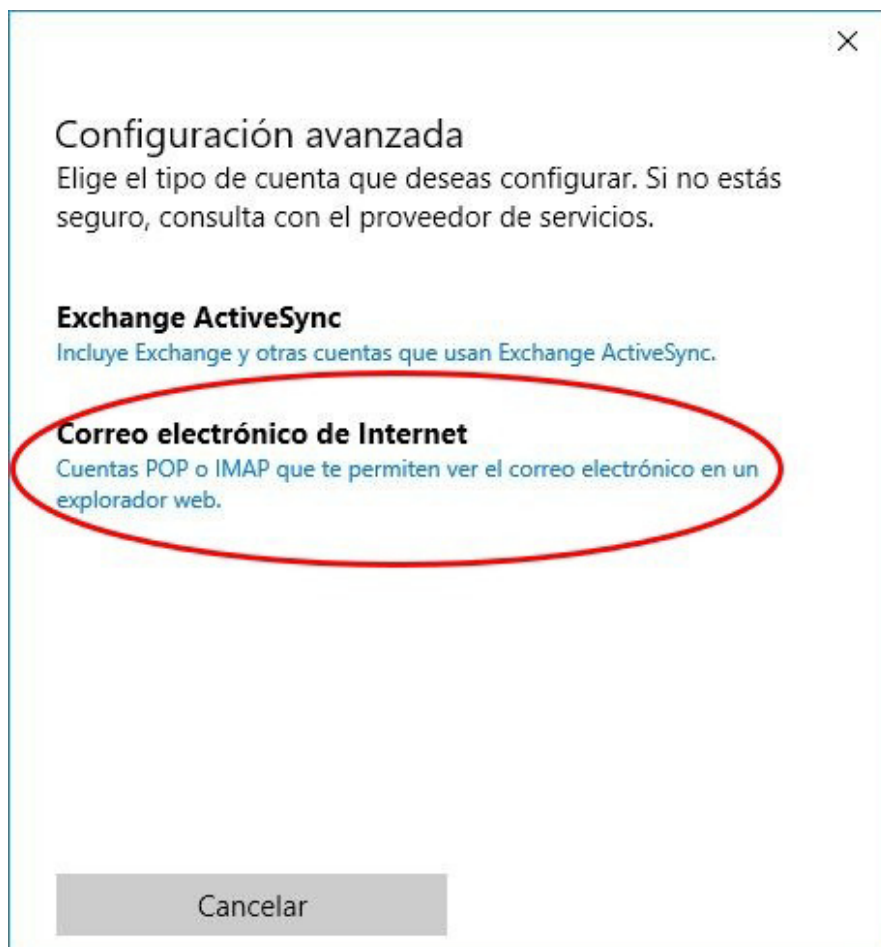 Configuración avanzada
Elige el tipo de cuenta que deseas configurar. Si no estás
seguro, consulta con el proveedor de servicios.
Exchange ActiveSync
Incluye Exchange y otras cuentas que usan Exchange ActiveSync.
Correo electrónico de Internet
Cuentas POP o IMAP que te permiten ver el correo electrónico en un
explorador web.
Cancelar